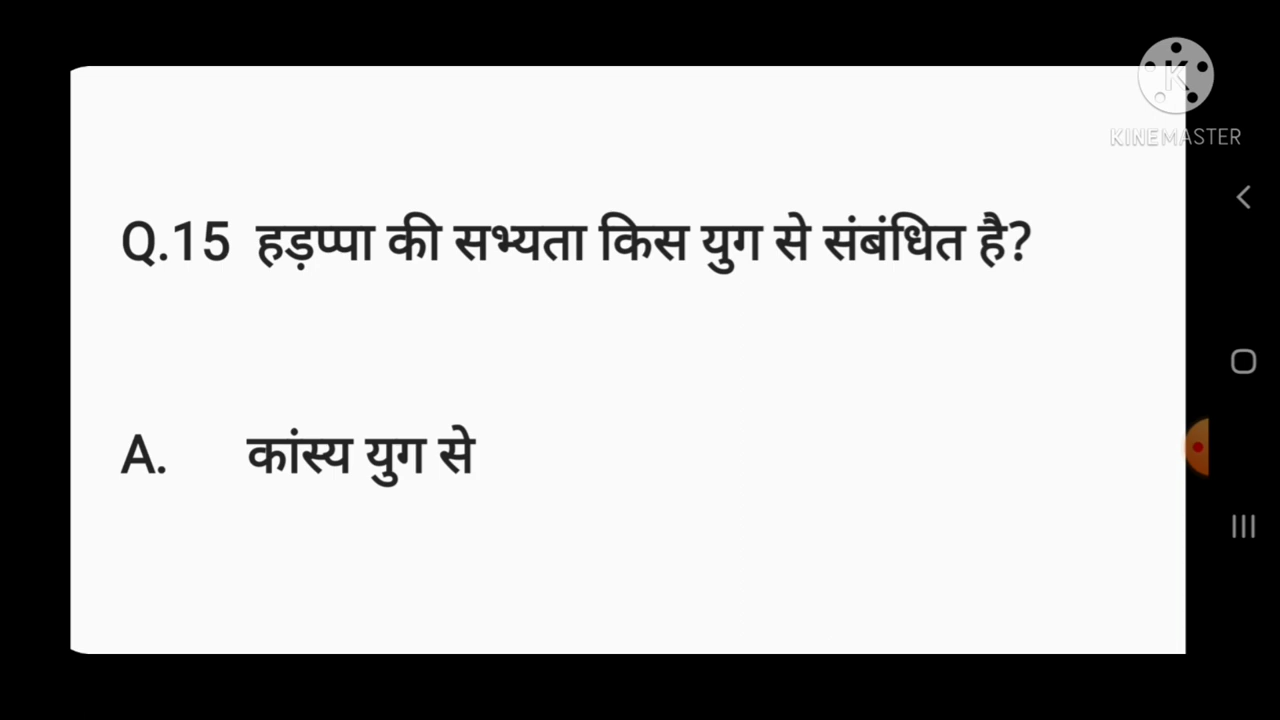 KINEMASTER
Q.15 हड़प्पा की सभ्यता किस युग से संबंधित है?
A. कांस्य युग से